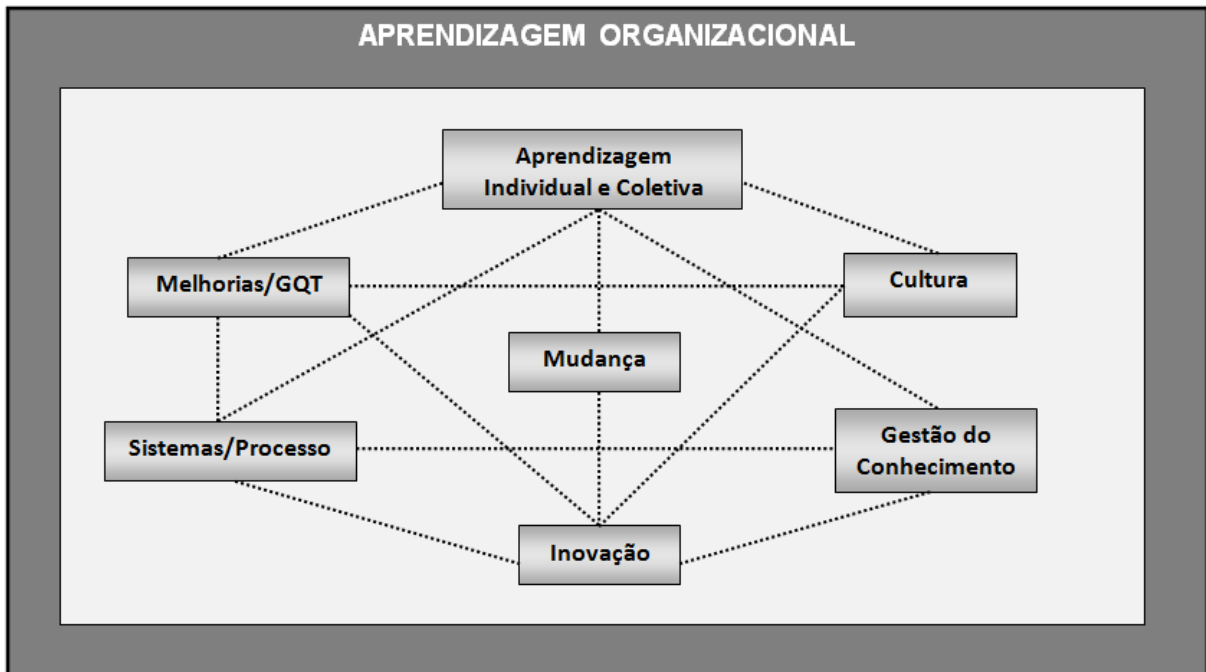 APRENDIZAGEM ORGANIZACIONAL
Aprendizagem
Individual e Coletiva
Melhorias/GQT
Cultura
Mudança
Sistemas/Processo
Gestão do
Conhecimento
Inovação